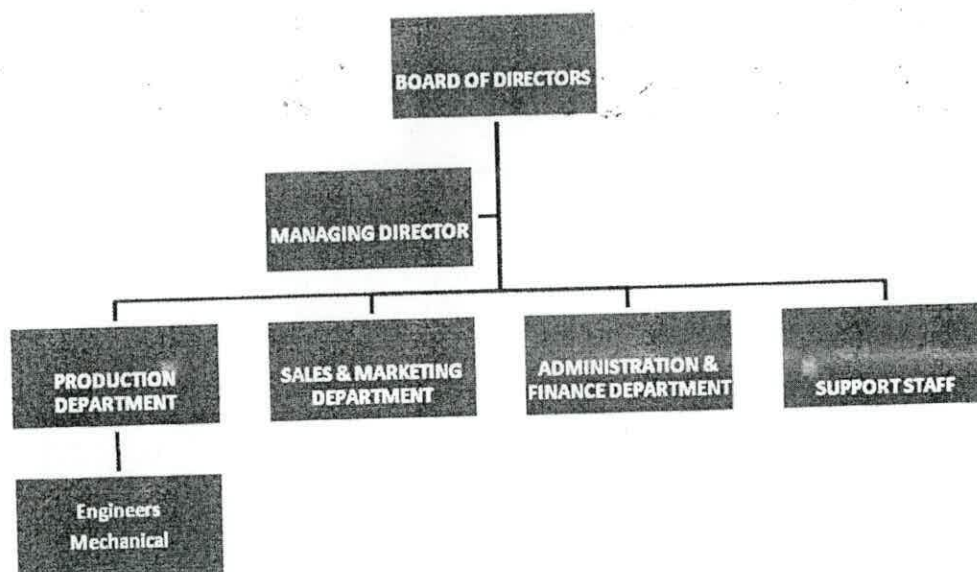 BOARD OF DIRECTORS
MANAGING DIRECTOR
PRODUCTION
DEPARTMENT
SALES & MARKETING
DEPARTMENT
ADMINISTRATION &
FINANCE DEPARTMENT
SUPPORT STAFF
Engineers
Mechanical